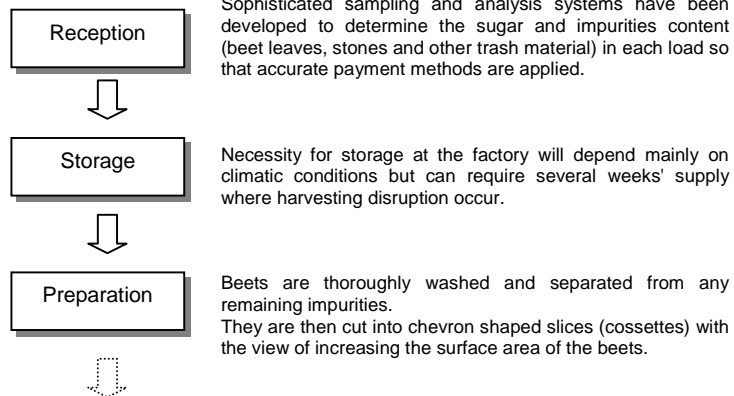 Sophisticated sampling and analysis systems have been
developed to determine the sugar and impurities content
(beet leaves, stones and other trash material) in each load so
that accurate payment methods are applied.
Reception
Storage
Necessity for storage at the factory will depend mainly on
climatic conditions but can require several weeks' supply
where harvesting disruption occur.
Preparation
Beets are thoroughly washed and separated from any
remaining impurities.
They are then cut into chevron shaped slices (cossettes) with
the view of increasing the surface area of the beets.